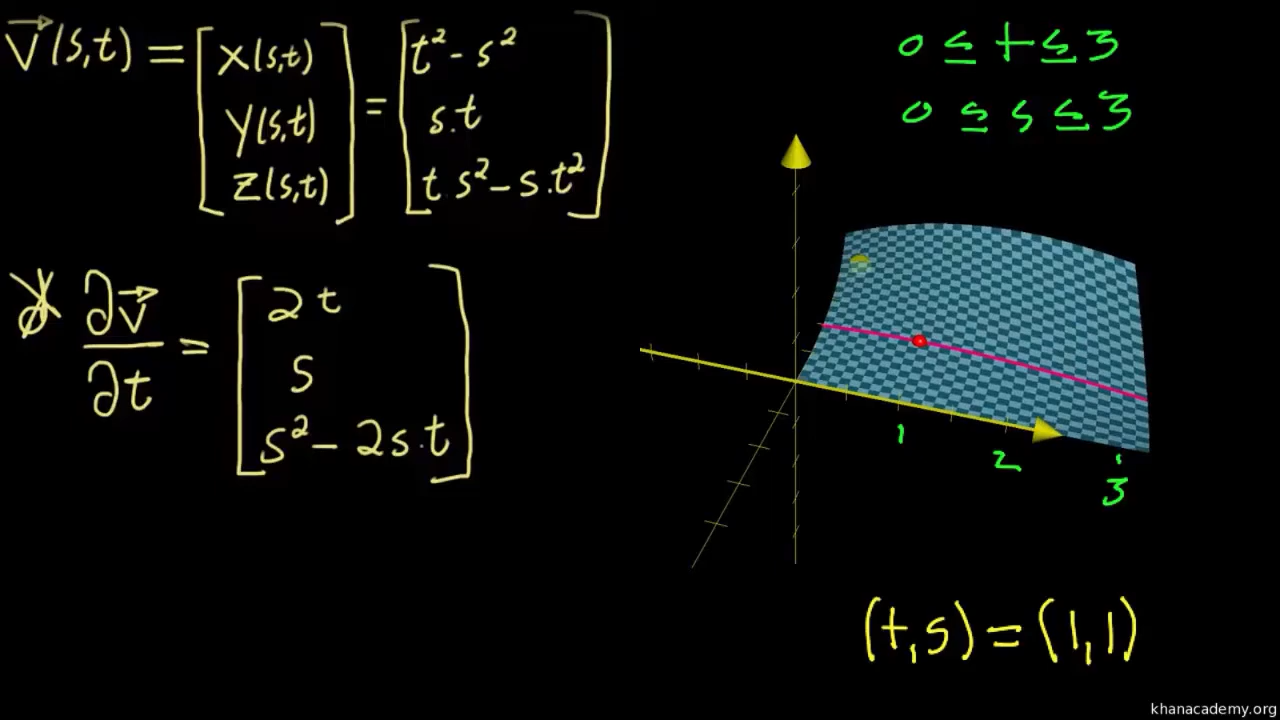 v⃗(s,t) = [x(s,t) y(s,t) z(s,t)] = [t² - s² s.t t.s² - s.t²]
0 ≤ t ≤ 3
0 ≤ s ≤ 3
∂v⃗/∂t = [2t s s² - 2s.t]
1
2
3
(t,s) = (1,1)
khanacademy.org